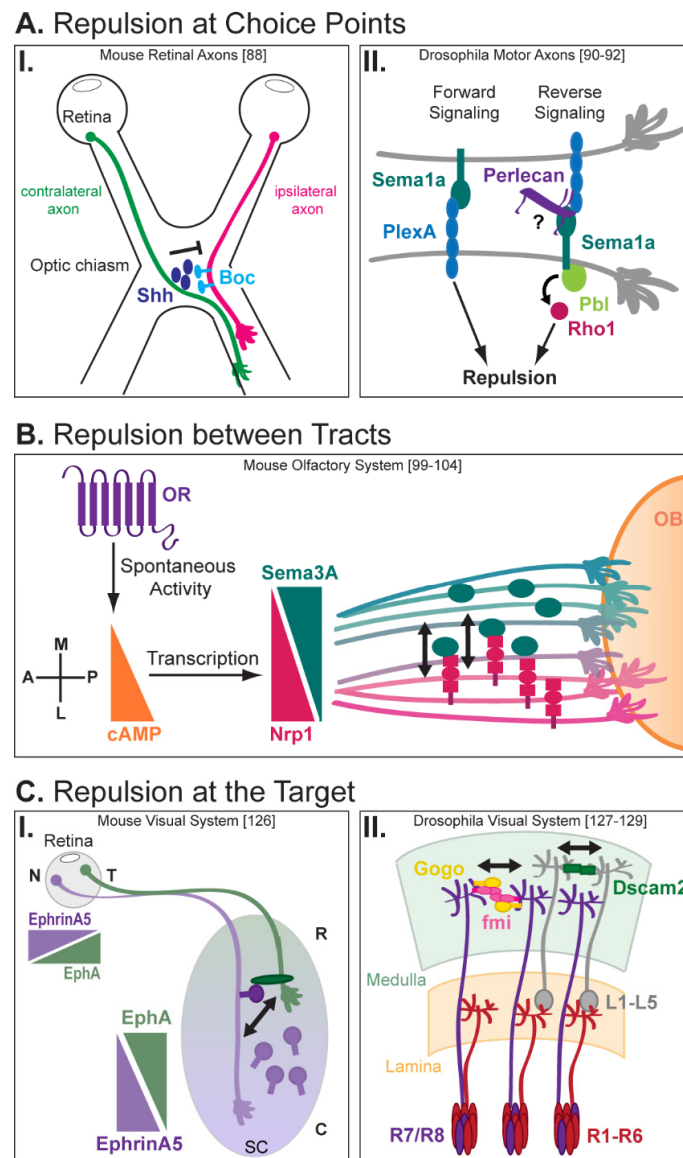 A. Repulsion at Choice Points
I.
Mouse Retinal Axons [88]
Retina
contralateral
axon
ipsilateral
axon
Optic chiasm
Shh
Boc
II.
Drosophila Motor Axons [90-92]
Forward
Signaling
Reverse
Signaling
Sema1a
Perlecan
?
PlexA
Sema1a
Pbl
Rho1
Repulsion
B. Repulsion between Tracts
Mouse Olfactory System [99-104]
OR
OB
Spontaneous
Activity
Sema3A
M
A
P
L
Transcription
cAMP
Nrp1
C. Repulsion at the Target
I.
Mouse Visual System [126]
Retina
N
T
EphrinA5
EphA
R
EphA
EphrinA5
C
SC
II.
Drosophila Visual System [127-129]
Gogo
Dscam2
fmi
Medulla
L1-L5
Lamina
R7/R8
R1-R6